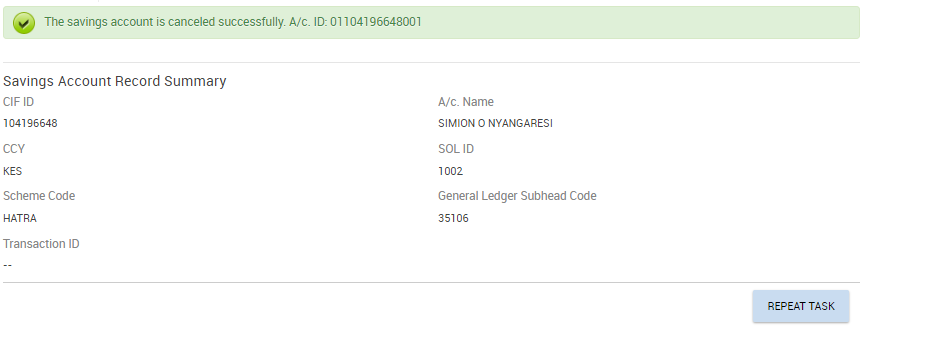 The savings account is canceled successfully. A/c. ID: 01104196648001
Savings Account Record Summary
CIF ID
A/c. Name
104196648
SIMION O NYANGARESI
CCY
SOL ID
KES
1002
Scheme Code
General Ledger Subhead Code
HATRA
35106
Transaction ID
--
REPEAT TASK